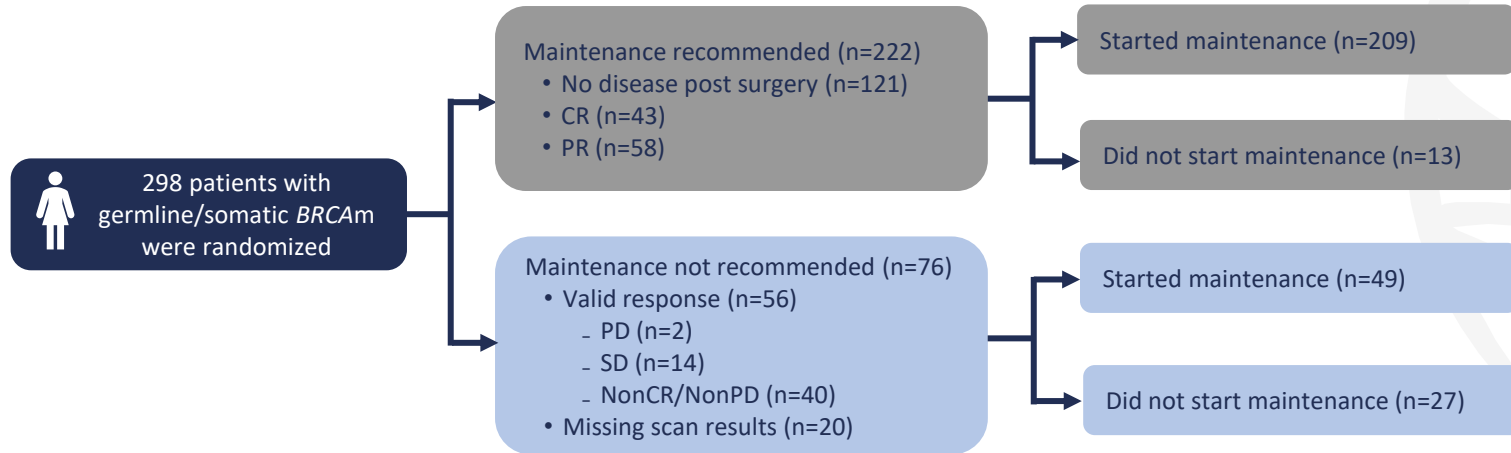 298 patients with
germline/somatic BRCAm
were randomized
Maintenance recommended (n=222)
• No disease post surgery (n=121)
• CR (n=43)
• PR (n=58)
Started maintenance (n=209)
Did not start maintenance (n=13)
Maintenance not recommended (n=76)
• Valid response (n=56)
- PD (n=2)
- SD (n=14)
- NonCR/NonPD (n=40)
• Missing scan results (n=20)
Started maintenance (n=49)
Did not start maintenance (n=27)